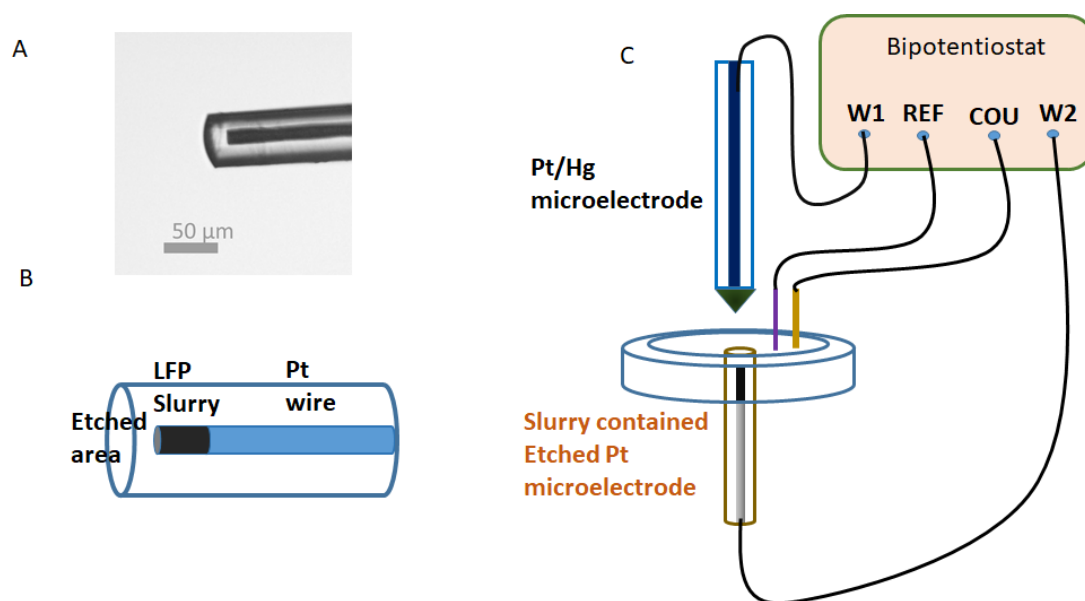 A
50 µm
B
LFP
Slurry
Pt
wire
Etched
area
C
Bipotentiostat
W1 REF COU W2
Pt/Hg
microelectrode
Slurry contained
Etched Pt
microelectrode